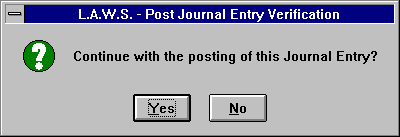 L.A.W.S. - Post Journal Entry Verification
Continue with the posting of this Journal Entry?
Yes No